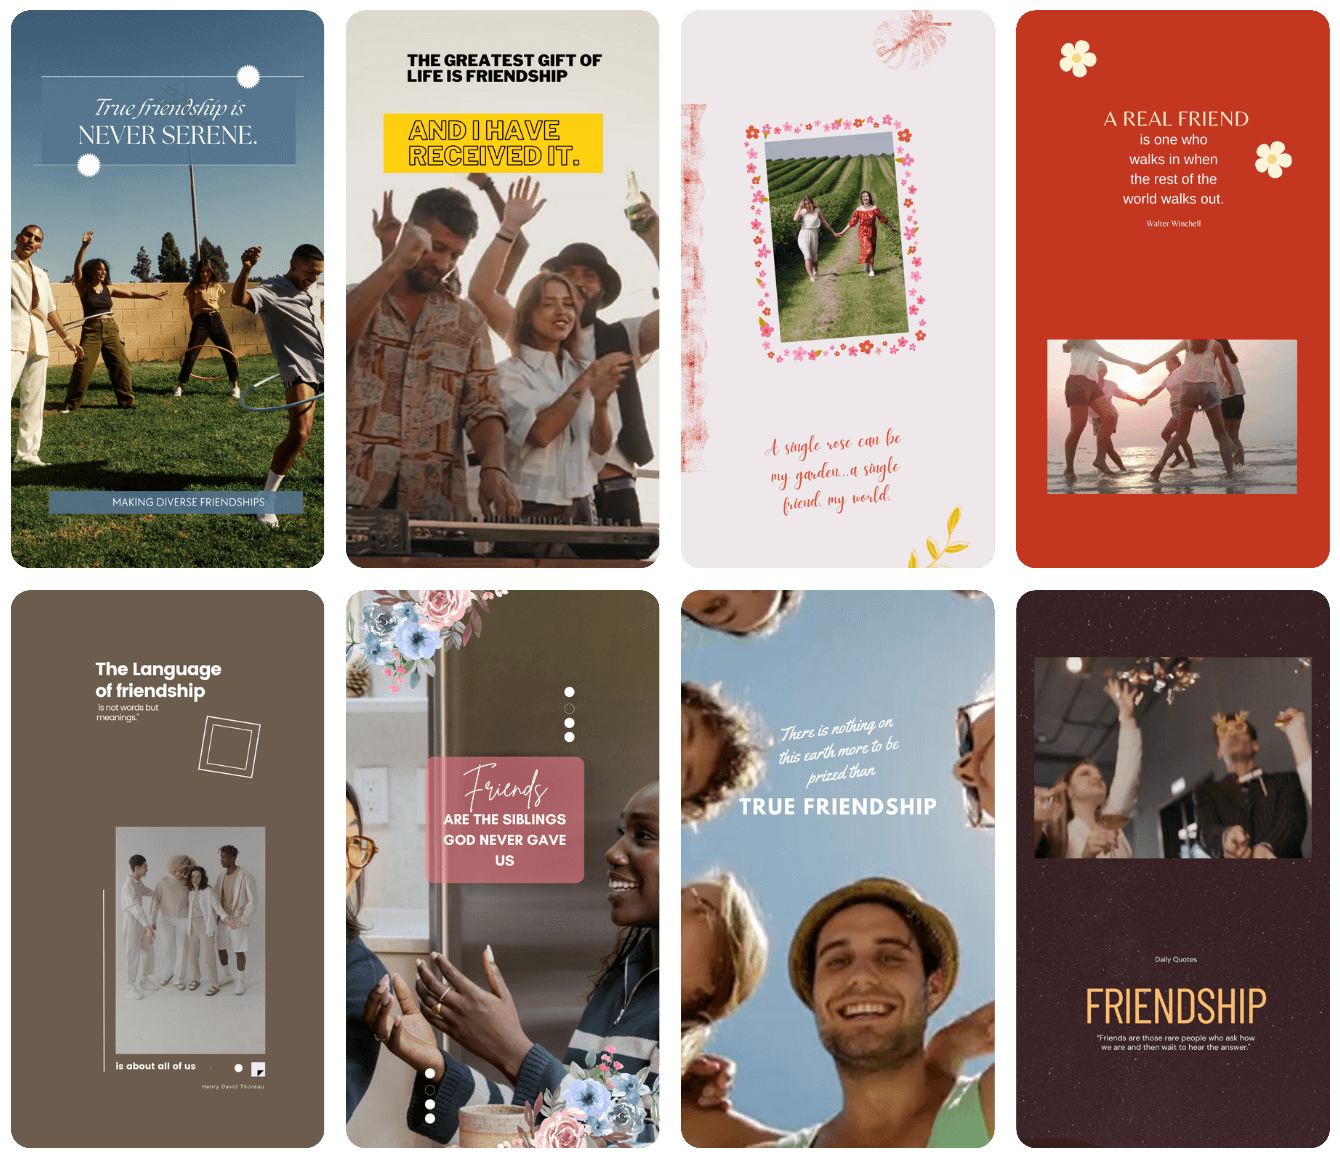 True friendship is
NEVER SERENE.
MAKING DIVERSE FRIENDSHIPS
THE GREATEST GIFT OF
LIFE IS FRIENDSHIP
AND I HAVE
RECEIVED IT.
A single rose can be
my garden...a single
friend, my world.
A REAL FRIEND
is one who
walks in when
the rest of the
world walks out.
Walter Winchell
The Language
of friendship
is not words but
meanings."
is about all of us
Henry David Thoreau
Friends
ARE THE SIBLINGS
GOD NEVER GAVE
US
There is nothing on
this earth more to be
prized than
TRUE FRIENDSHIP
Daily Quotes
FRIENDSHIP
"Friends are those rare people who ask how
we are and then wait to hear the answer."